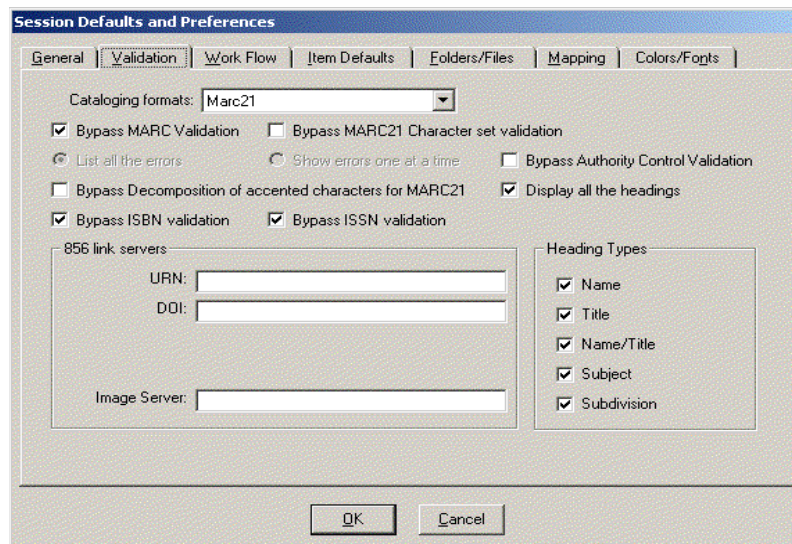 Session Defaults and Preferences
General Validation Work Flow Item Defaults Folders/Files Mapping Colors/Fonts
Cataloging formats: Marc21
Bypass MARC Validation Bypass MARC21 Character set validation
List all the errors Show errors one at a time Bypass Authority Control Validation
Bypass Decomposition of accented characters for MARC21 Display all the headings
Bypass ISBN validation Bypass ISSN validation
856 link servers Heading Types
URN: Name
DOI: Title
Name/Title
Subject
Image Server: Subdivision
OK Cancel